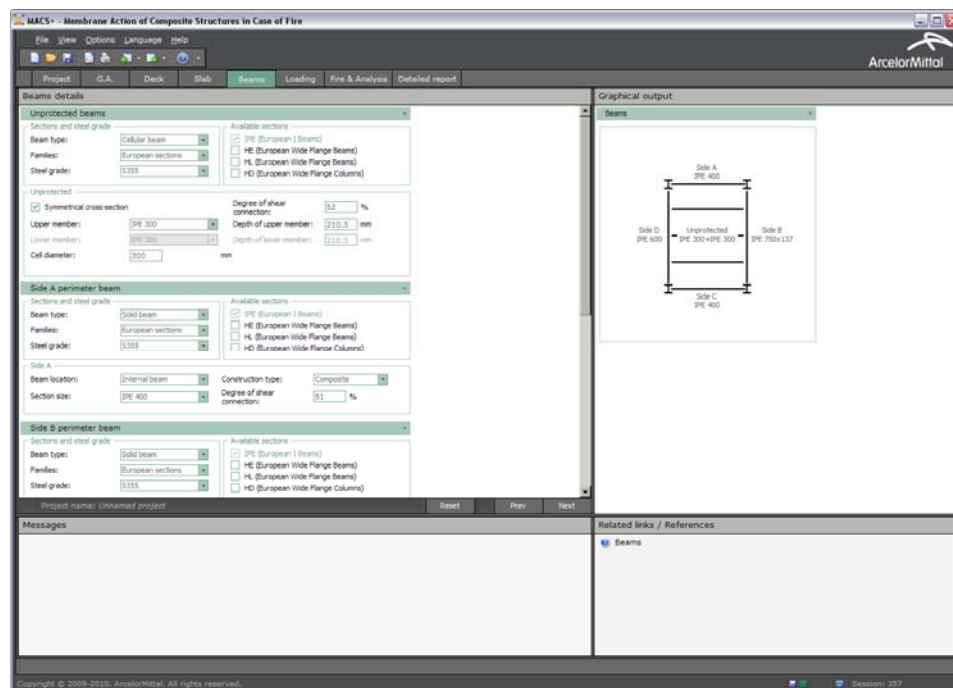 MACS+ - Membrane Action of Composite Structures in Case of Fire
File View Options Language Help
ArcelorMittal
Project G.A. Deck Slab Beams Loading Fire & Analysis Detailed report
Beams details
Unprotected beams
Sections and steel grade
Available sections
Beam type: Cellular beam
IPE (European I Beams)
Families: European sections
HE (European Wide Flange Beams)
HL (European Wide Flange Beams)
Steel grade: S355
HD (European Wide Flange Columns)
Unprotected
Symmetrical cross-section
Degree of shear connection: 52 %
Upper member: IPE 300
Depth of upper member: 210.3 mm
Lower member: IPE 300
Depth of lower member: 210.3 mm
Cell diameter: 300 mm
Side A perimeter beam
Sections and steel grade
Available sections
Beam type: Solid beam
IPE (European I Beams)
Families: European sections
HE (European Wide Flange Beams)
HL (European Wide Flange Beams)
Steel grade: S355
HD (European Wide Flange Columns)
Side A
Beam location: Internal beam
Construction type: Composite
Section size: IPE 400
Degree of shear connection: 51 %
Side B perimeter beam
Sections and steel grade
Available sections
Beam type: Solid beam
IPE (European I Beams)
Families: European sections
HE (European Wide Flange Beams)
HL (European Wide Flange Beams)
Steel grade: S355
HD (European Wide Flange Columns)
Project name: Unnamed project
Reset Prev Next
Graphical output
Beams
Side A
IPE 400
Side D
IPE 600
Unprotected
IPE 300+IPE 300
Side B
IPE 750x137
Side C
IPE 400
Messages
Related links / References
Beams
Copyright © 2009-2010, ArcelorMittal. All rights reserved.
Session: 357